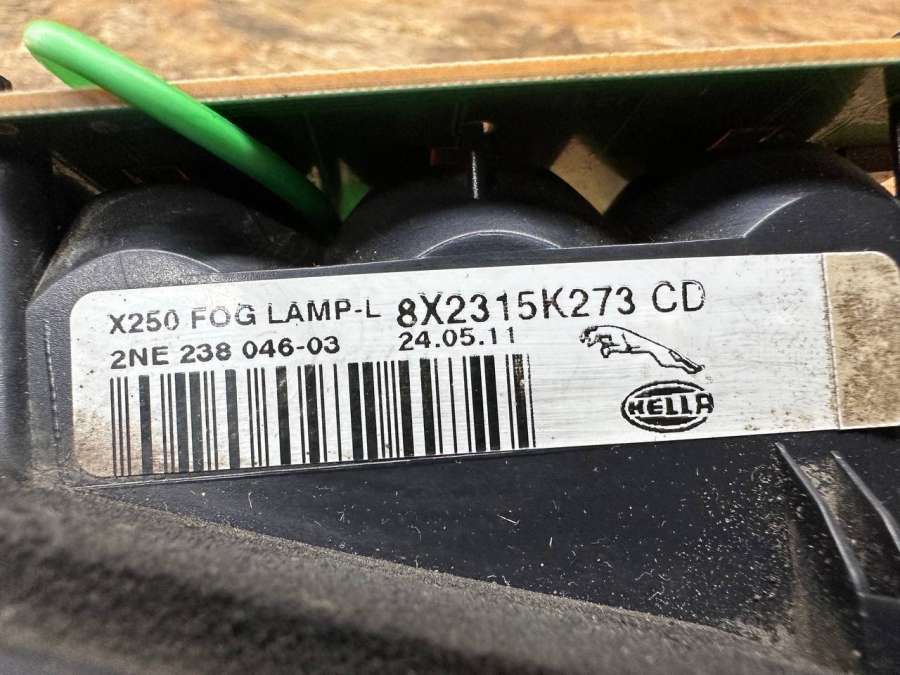 X250 FOG LAMP-L 8X2315K273 CD
2NE 238 046-03 24.05.11
HELLA